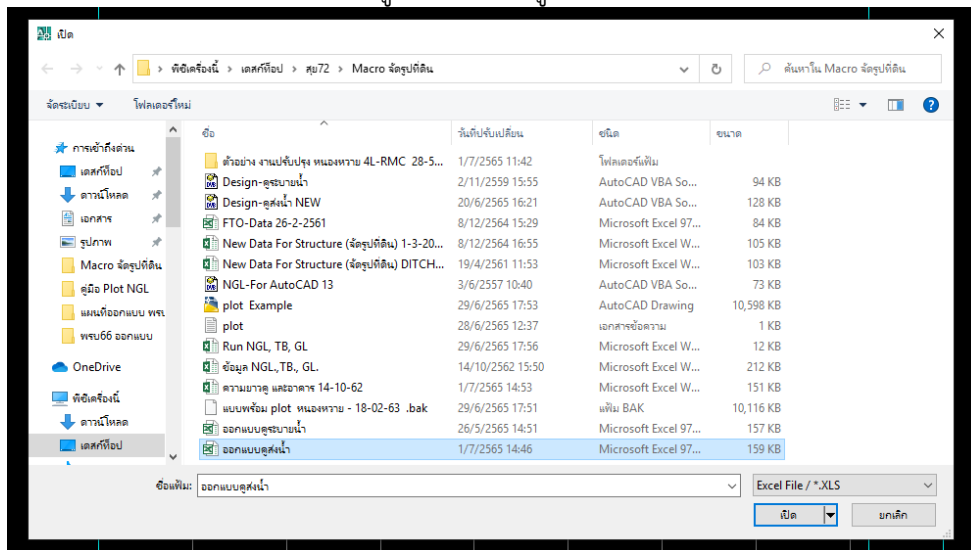 เปิด
พีซีเครื่องนี้ > เดสก์ท็อป > สุข72 > Macro จัดรูปที่ดิน
ค้นหาใน Macro จัดรูปที่ดิน
จัดระเบียบ โฟลเดอร์ใหม่
ชื่อ วันที่ปรับเปลี่ยน ชนิด ขนาด
การเข้าถึงด่วน
เดสก์ท็อป
ดาวน์โหลด
เอกสาร
รูปภาพ
Macro จัดรูปที่ดิน
คู่มือ Plot NGL
แผนที่ออกแบบ พรบ
พรบ66 ออกแบบ
OneDrive
พีซีเครื่องนี้
ดาวน์โหลด
เดสก์ท็อป
ตัวอย่าง งานปรับปรุง หนองหวาย 4L-RMC 28-5... 1/7/2565 11:42 โฟลเดอร์แฟ้ม
Design-คูระบายน้ำ 2/11/2559 15:55 AutoCAD VBA So... 94 KB
Design-คูส่งน้ำ NEW 20/6/2565 16:21 AutoCAD VBA So... 128 KB
FTO-Data 26-2-2561 8/12/2564 15:29 Microsoft Excel 97... 84 KB
New Data For Structure (จัดรูปที่ดิน) 1-3-20... 8/12/2564 16:55 Microsoft Excel W... 105 KB
New Data For Structure (จัดรูปที่ดิน) DITCH... 19/4/2561 11:53 Microsoft Excel W... 103 KB
NGL-For AutoCAD 13 3/6/2557 10:40 AutoCAD VBA So... 73 KB
plot Example 29/6/2565 17:53 AutoCAD Drawing 10,598 KB
plot 28/6/2565 12:37 เอกสารข้อความ 1 KB
Run NGL, TB, GL 29/6/2565 17:56 Microsoft Excel W... 12 KB
ข้อมูล NGL.,TB., GL. 14/10/2562 15:50 Microsoft Excel W... 212 KB
ความยาวคู และอาคาร 14-10-62 1/7/2565 14:53 Microsoft Excel W... 151 KB
แบบพร้อม plot หนองหวาย - 18-02-63 .bak 29/6/2565 17:51 แฟ้ม BAK 10,116 KB
ออกแบบคูระบายน้ำ 26/5/2565 14:51 Microsoft Excel 97... 157 KB
ออกแบบคูส่งน้ำ 1/7/2565 14:46 Microsoft Excel 97... 159 KB
ชื่อแฟ้ม: ออกแบบคูส่งน้ำ Excel File / *.XLS
เปิด ยกเลิก